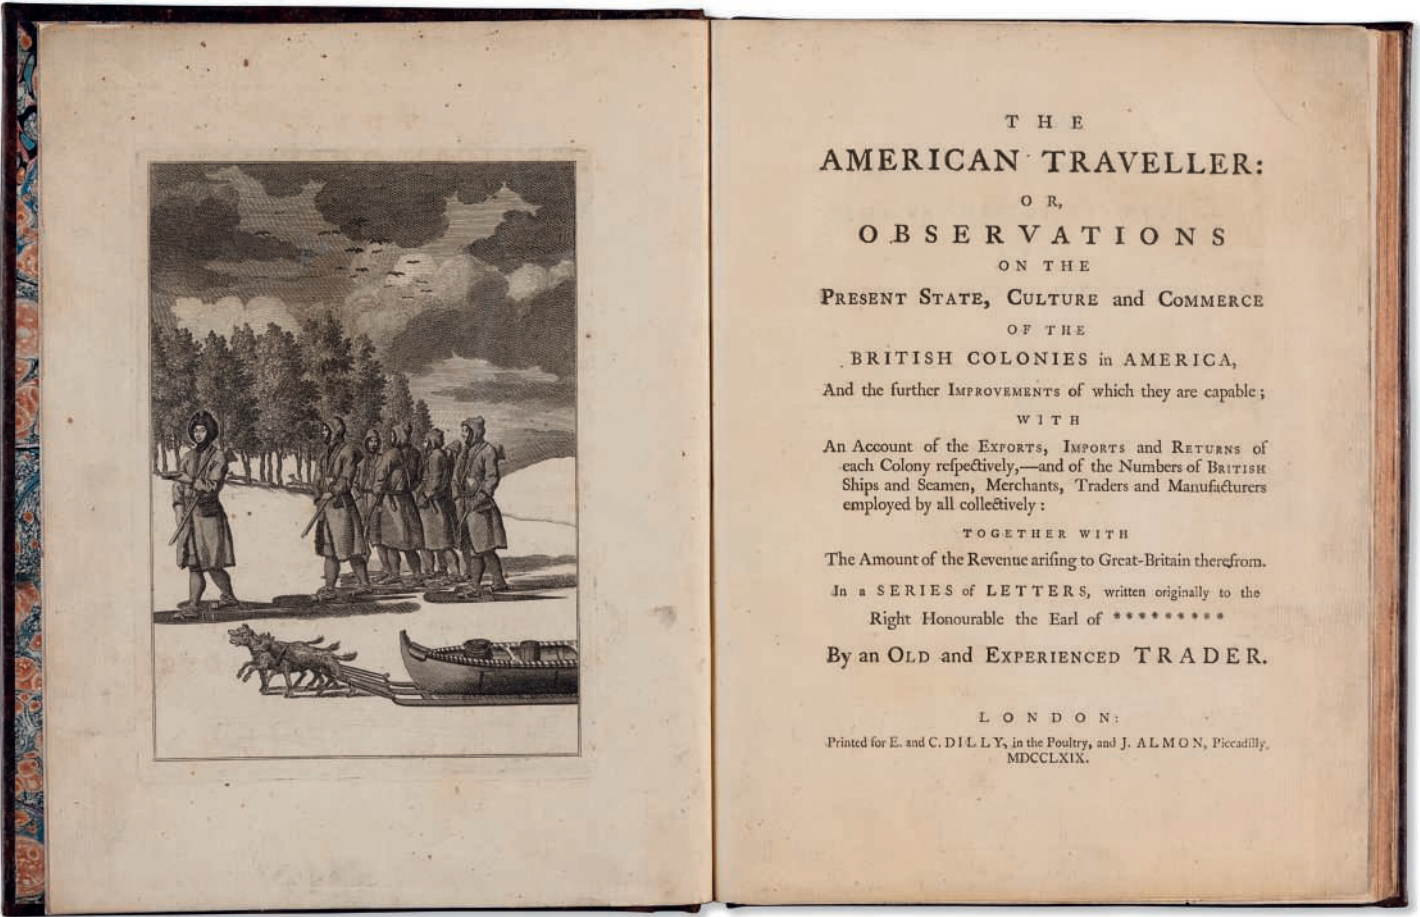 THE
AMERICAN TRAVELLER:
OR,
OBSERVATIONS
ON THE
PRESENT STATE, CULTURE and COMMERCE
OF THE
BRITISH COLONIES in AMERICA,
And the further IMPROVEMENTS of which they are capable;
WITH
An Account of the EXPORTS, IMPORTS and RETURNS of
each Colony reſpectively,—and of the Numbers of BRITISH
Ships and Seamen, Merchants, Traders and Manufacturers
employed by all collectively:
TOGETHER WITH
The Amount of the Revenue ariſing to Great-Britain therefrom.
In a SERIES of LETTERS, written originally to the
Right Honourable the Earl of * * * * * * * * *
By an OLD and EXPERIENCED TRADER.
LONDON:
Printed for E. and C. DILLY, in the Poultry, and J. ALMON, Piccadilly.
MDCCLXIX.